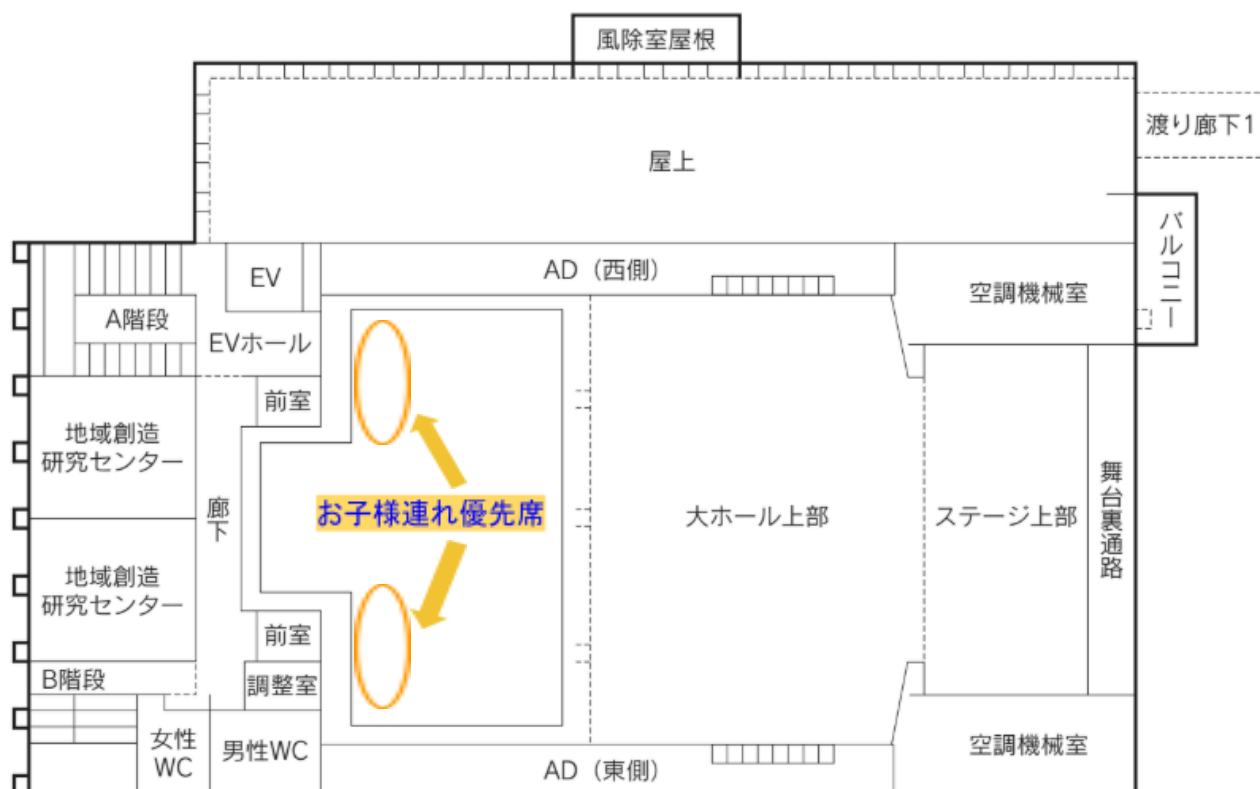 風除室屋根
渡り廊下1
屋上
バルコニー
EV
AD（西側）
空調機械室
A階段
EVホール
前室
地域創造
研究センター
廊下
お子様連れ優先席
大ホール上部
ステージ上部
舞台裏通路
地域創造
研究センター
前室
B階段
調整室
女性
WC
男性WC
AD（東側）
空調機械室